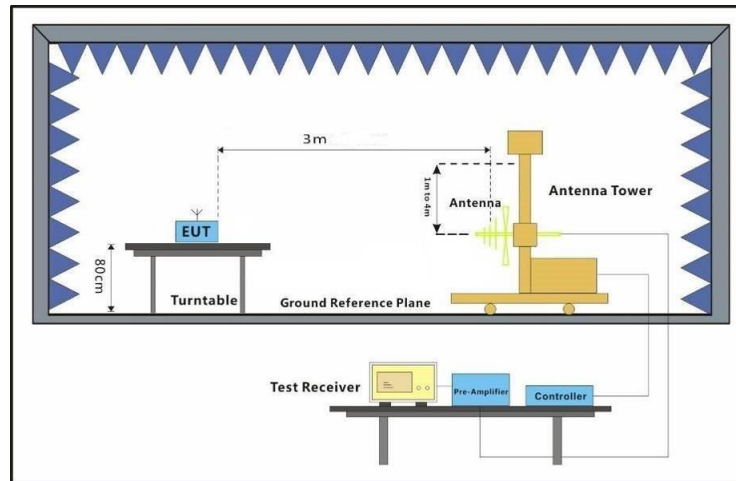 3m
1m to 4m
Antenna
Antenna Tower
EUT
80cm
Turntable
Ground Reference Plane
Test Receiver
Pre-Amplifier
Controller